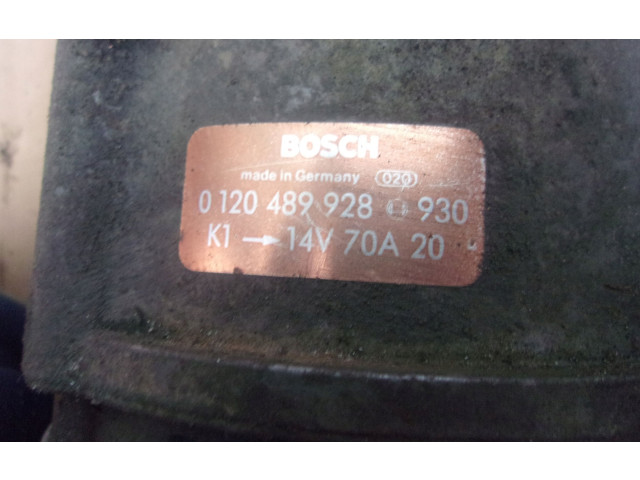 BOSCH
made in Germany 020
0 120 489 928 930
K1 → 14V 70A 20